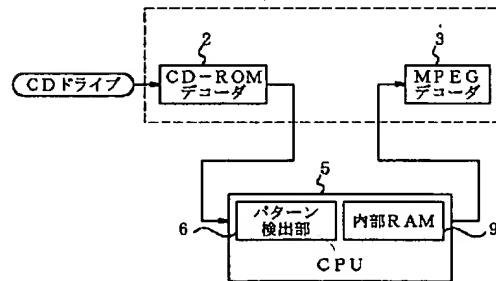 2
3
CDドライブ
CD-ROM
デコーダ
MPEG
デコーダ
5
6
パターン
検出部
内部RAM
9
CPU